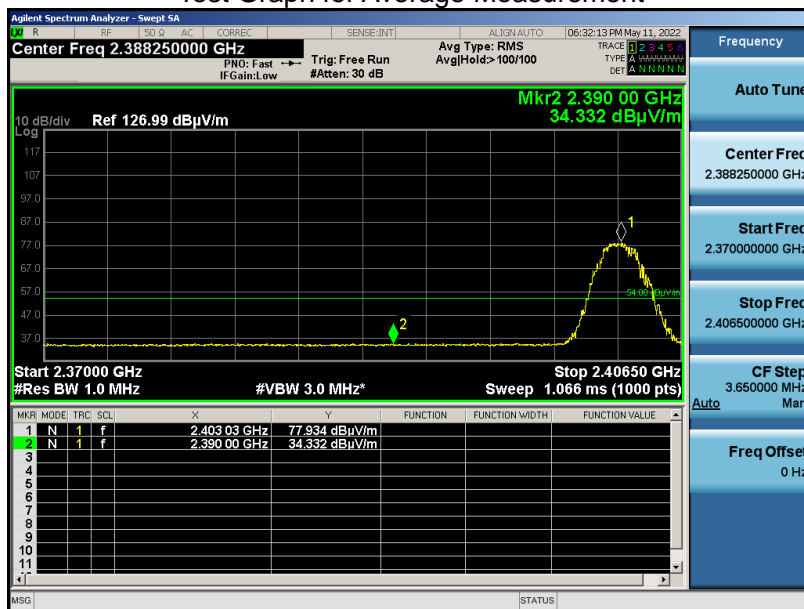 Test Graph for Average Measurement
Agilent Spectrum Analyzer - Swept SA
LXI R RF 50 Ω AC CORREC SENSE:INT ALIGN AUTO 06:32:13 PM May 11, 2022
Center Freq 2.388250000 GHz
PNO: Fast
IFGain:Low
Trig: Free Run
#Atten: 30 dB
Avg Type: RMS
Avg|Hold:>100/100
TRACE 1 2 3 4 5 6
TYPE A WWWWW
DET A N N N N N
Mkr2 2.390 00 GHz
34.332 dBµV/m
10 dB/div Ref 126.99 dBµV/m
Log
117
107
97.0
87.0
77.0
67.0
57.0
47.0
37.0
1
2
54.00 dBµV/m
Start 2.37000 GHz Stop 2.40650 GHz
#Res BW 1.0 MHz #VBW 3.0 MHz* Sweep 1.066 ms (1000 pts)
MKR MODE TRC SCL X Y FUNCTION FUNCTION WIDTH FUNCTION VALUE
1 N 1 f 2.403 03 GHz 77.934 dBµV/m
2 N 1 f 2.390 00 GHz 34.332 dBµV/m
3
4
5
6
7
8
9
10
11
MSG STATUS
Frequency
Auto Tune
Center Freq
2.388250000 GHz
Start Freq
2.370000000 GHz
Stop Freq
2.406500000 GHz
CF Step
3.650000 MHz
Auto Man
Freq Offset
0 Hz